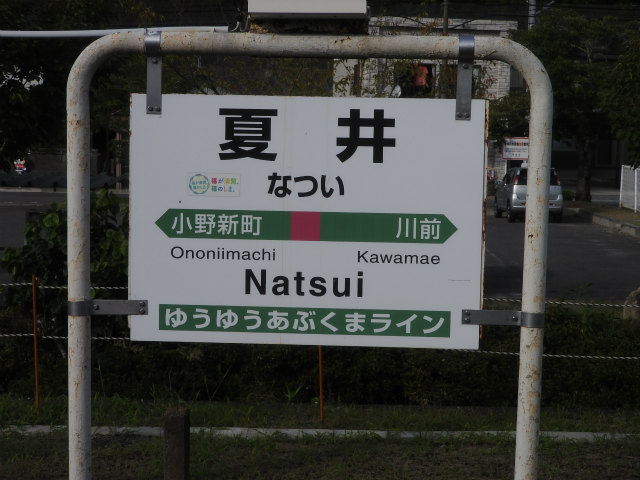 夏井
なつい
小野新町 川前
Ononiimachi Kawamae
Natsui
ゆうゆうあぶくまライン